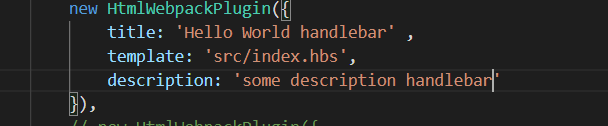 new HtmlWebpackPlugin({
title: 'Hello World handlebar' ,
template: 'src/index.hbs',
description: 'some description handlebar'
}),
// new HtmlWebpackPlugin({